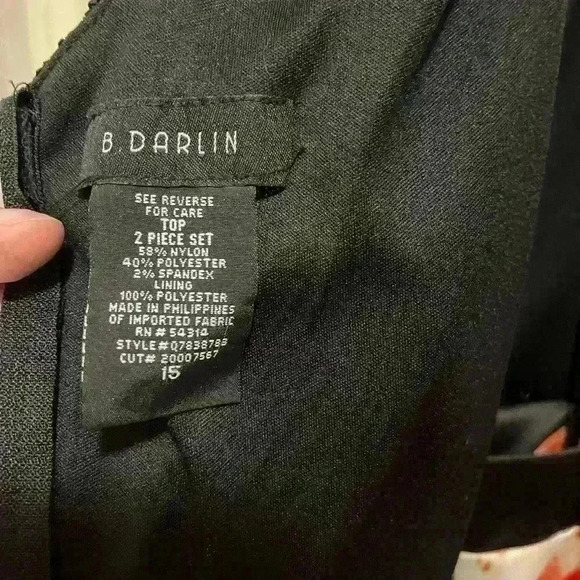 B. DARLIN
SEE REVERSE
FOR CARE
TOP
2 PIECE SET
58% NYLON
40% POLYESTER
2% SPANDEX
LINING
100% POLYESTER
MADE IN PHILIPPINES
OF IMPORTED FABRIC
RN # 54314
STYLE#Q783878B
CUT# 20007567
15